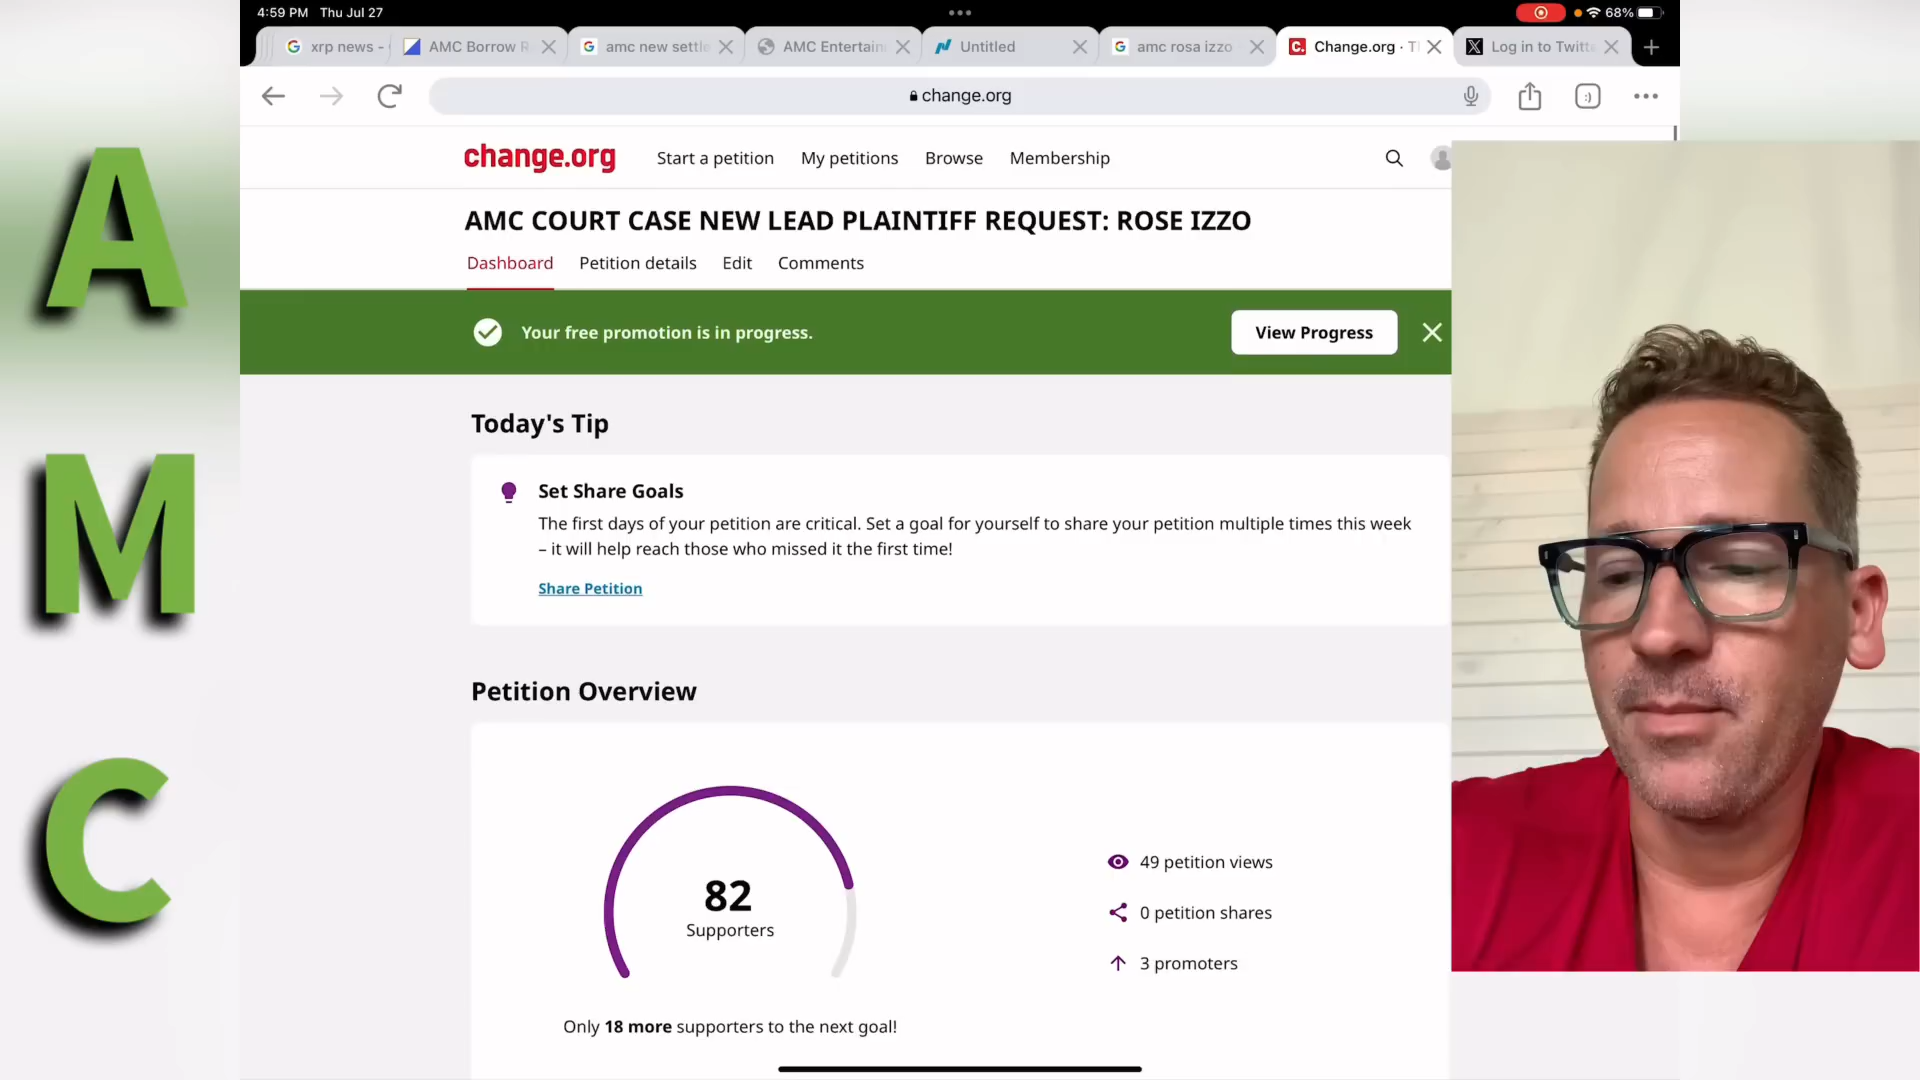 4:59 PM Thu Jul 27
68%
xrp news -
AMC Borrow R
amc new settle
AMC Entertain
Untitled
amc rosa izzo
Change.org · T
Log in to Twitt
change.org
change.org
Start a petition
My petitions
Browse
Membership
AMC COURT CASE NEW LEAD PLAINTIFF REQUEST: ROSE IZZO
Dashboard
Petition details
Edit
Comments
Your free promotion is in progress.
View Progress
Today's Tip
Set Share Goals
The first days of your petition are critical. Set a goal for yourself to share your petition multiple times this week
– it will help reach those who missed it the first time!
Share Petition
Petition Overview
82
Supporters
49 petition views
0 petition shares
3 promoters
Only 18 more supporters to the next goal!
A
M
C